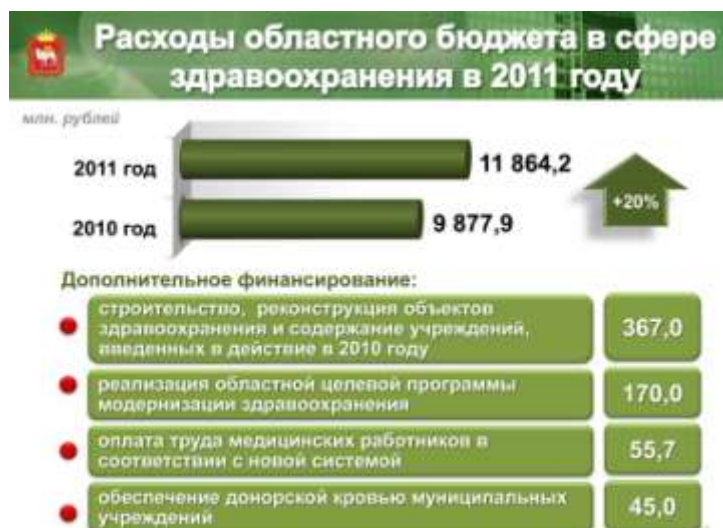 Расходы областного бюджета в сфере
здравоохранения в 2011 году
млн. рублей
2011 год
11 864,2
+20%
2010 год
9 877,9
Дополнительное финансирование:
строительство, реконструкция объектов
здравоохранения и содержание учреждений,
введенных в действие в 2010 году
367,0
реализация областной целевой программы
модернизации здравоохранения
170,0
оплата труда медицинских работников в
соответствии с новой системой
55,7
обеспечение донорской кровью муниципальных
учреждений
45,0